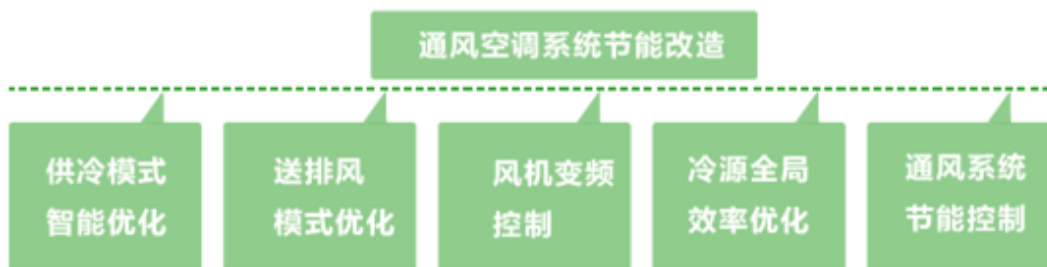 通风空调系统节能改造
供冷模式
智能优化
送排风
模式优化
风机变频
控制
冷源全局
效率优化
通风系统
节能控制